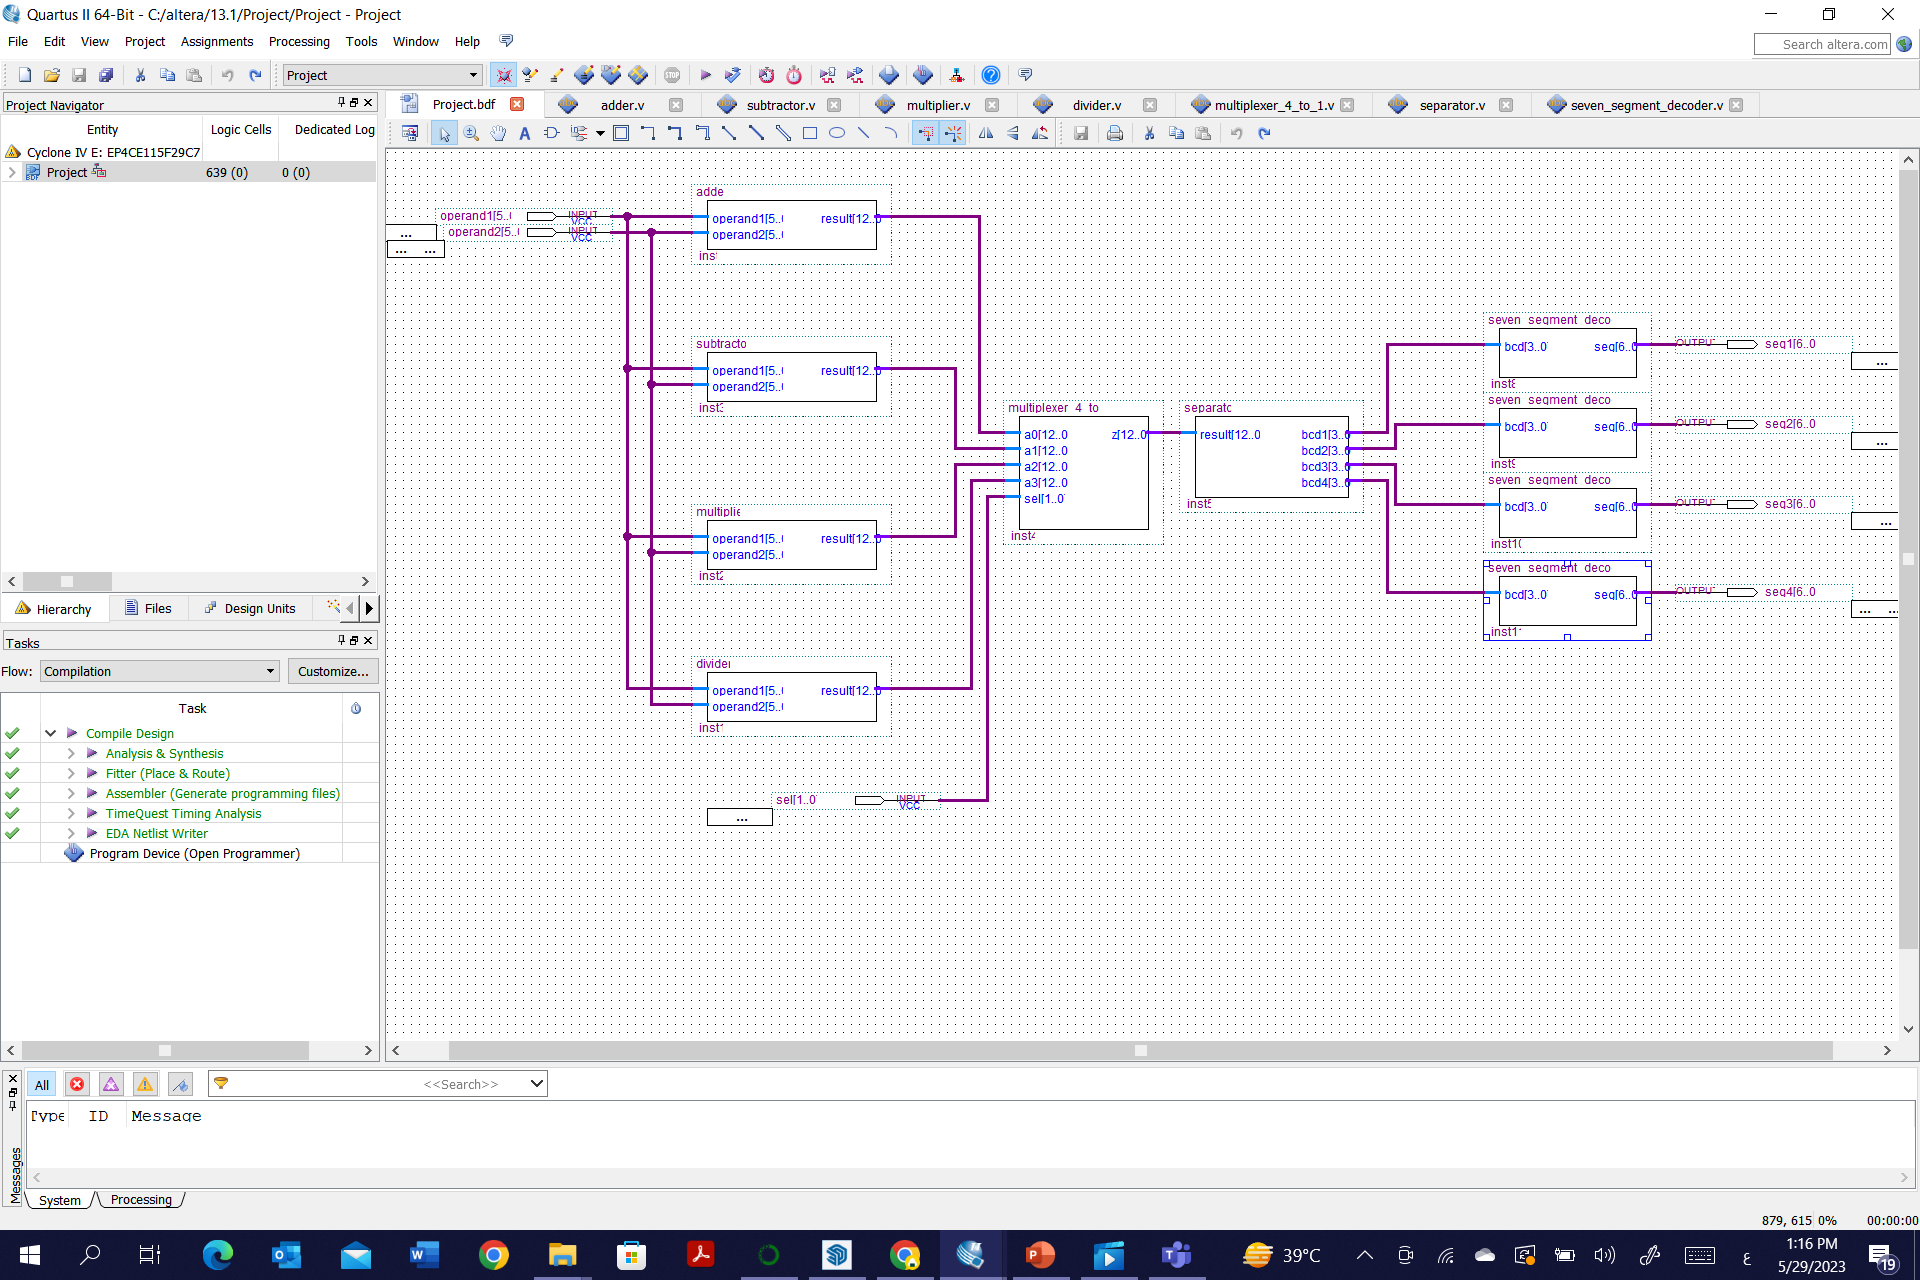 Quartus II 64-Bit - C:/altera/13.1/Project/Project - Project
File Edit View Project Assignments Processing Tools Window Help
Search altera.com
Project
STOP
Project Navigator
Project.bdf adder.v subtractor.v multiplier.v divider.v multiplexer_4_to_1.v separator.v seven_segment_decoder.v
Entity Logic Cells Dedicated Log
Cyclone IV E: EP4CE115F29C7
Project 639 (0) 0 (0)
Hierarchy Files Design Units
Tasks
Flow: Compilation Customize...
Task
Compile Design
Analysis & Synthesis
Fitter (Place & Route)
Assembler (Generate programming files)
TimeQuest Timing Analysis
EDA Netlist Writer
Program Device (Open Programmer)
operand1[5.. INPUT VCC
operand2[5.. INPUT VCC
...
... ...
adde
operand1[5.. result[12..0
operand2[5..
inst
subtracto
operand1[5.. result[12..0
operand2[5..
inst3
multiplie
operand1[5.. result[12..0
operand2[5..
inst2
divider
operand1[5.. result[12..0
operand2[5..
inst1
sel[1..0 INPUT VCC
...
multiplexer_4_to
a0[12..0 z[12..0
a1[12..0
a2[12..0
a3[12..0
sel[1..0
inst4
separato
result[12..0 bcd1[3..0
bcd2[3..0
bcd3[3..0
bcd4[3..0
inst5
seven_segment_deco
bcd[3..0 seg[6..0 OUTPUT seg1[6..0
inst8
...
seven_segment_deco
bcd[3..0 seg[6..0 OUTPUT seg2[6..0
inst9
...
seven_segment_deco
bcd[3..0 seg[6..0 OUTPUT seg3[6..0
inst10
...
seven_segment_deco
bcd[3..0 seg[6..0 OUTPUT seg4[6..0
inst1
... ...
All <<Search>>
Type ID Message
Messages
System Processing
879, 615 0% 00:00:00
39°C
ع
1:16 PM
5/29/2023
19